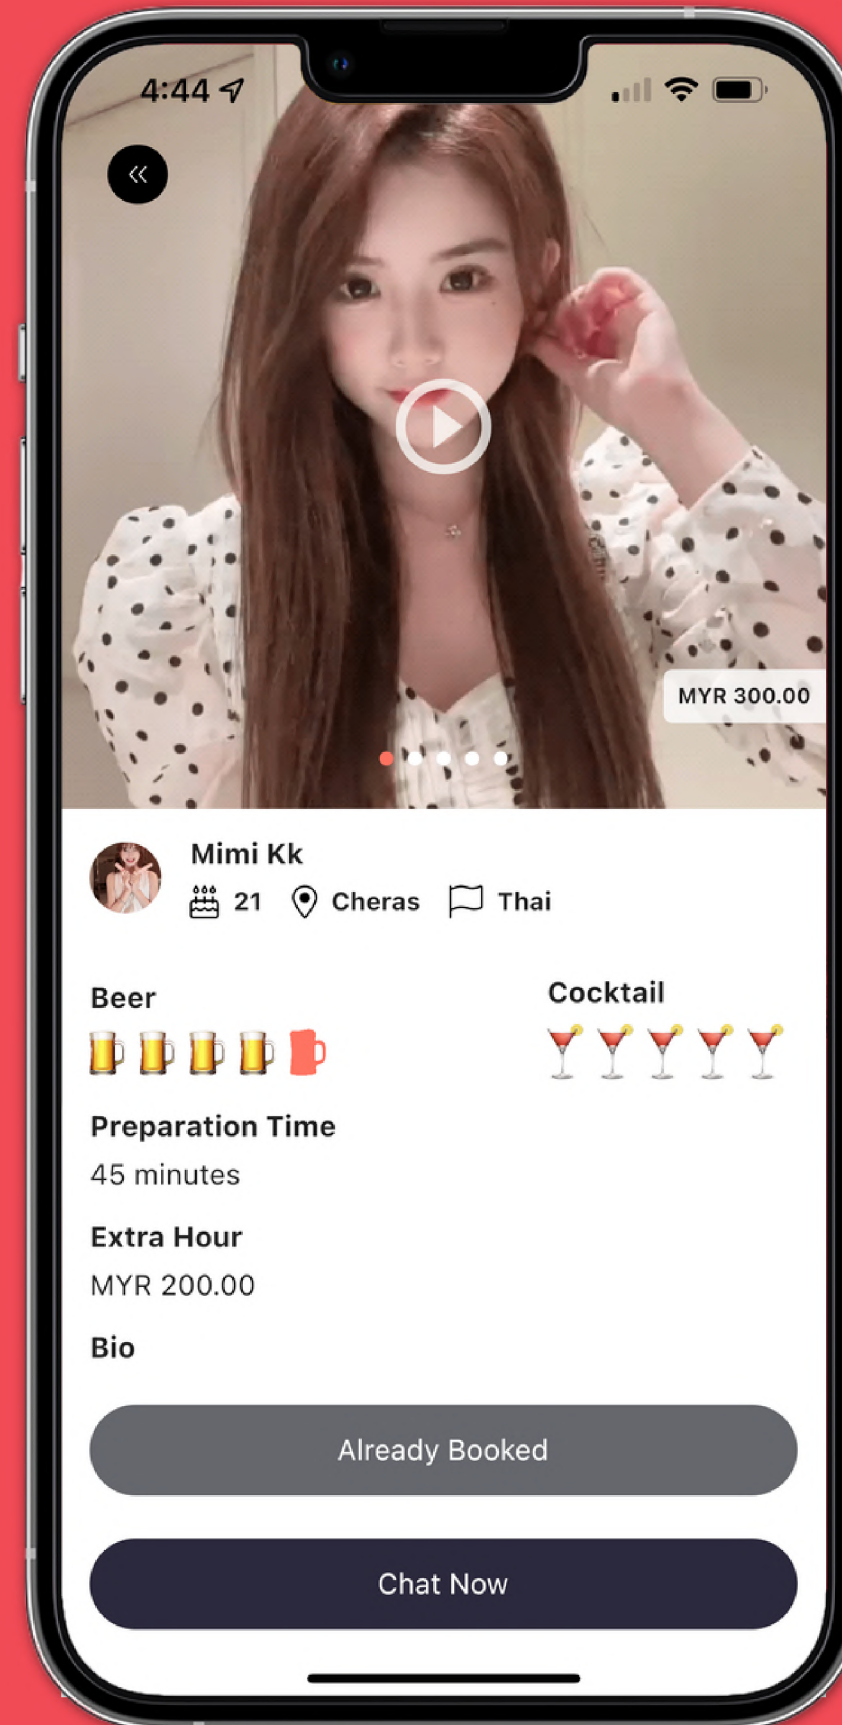 4:44
MYR 300.00
Mimi Kk
21 Cheras Thai
Beer Cocktail
Preparation Time
45 minutes
Extra Hour
MYR 200.00
Bio
Already Booked
Chat Now